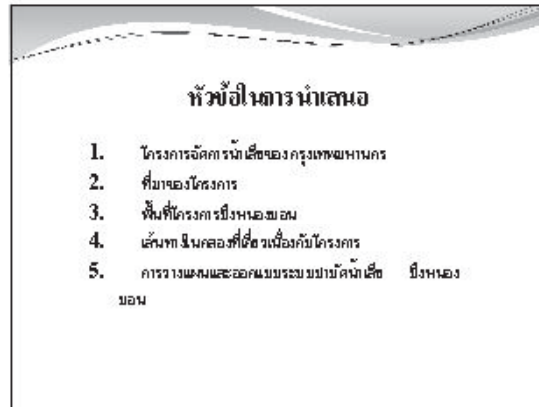 หัวข้อในการนำเสนอ
1. โครงการจัดการน้ำเสียของกรุงเทพมหานคร
2. ที่มาของโครงการ
3. พื้นที่โครงการบึงหนองบอน
4. เส้นทางในคลองที่เกี่ยวเนื่องกับโครงการ
5. การวางแผนและออกแบบระบบบำบัดน้ำเสีย บึงหนอง
บอน